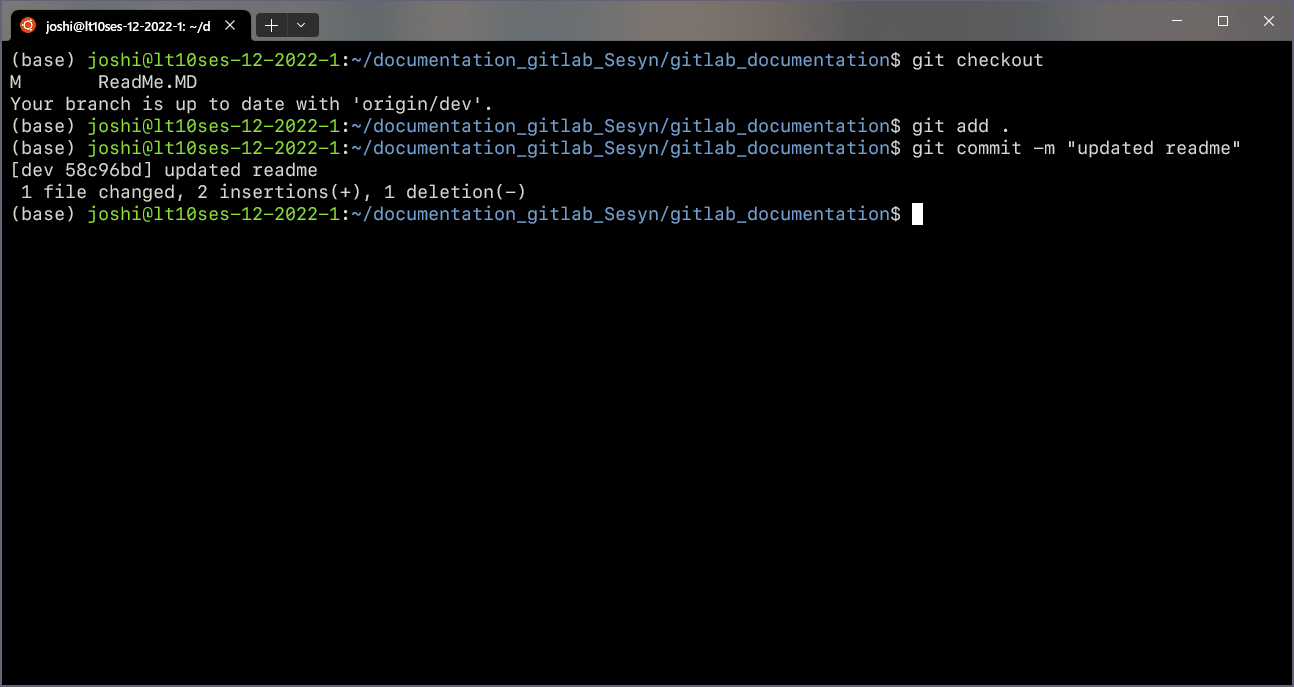 joshi@lt10ses-12-2022-1: ~/d
(base) joshi@lt10ses-12-2022-1:~/documentation_gitlab_Sesyn/gitlab_documentation$ git checkout
M       ReadMe.MD
Your branch is up to date with 'origin/dev'.
(base) joshi@lt10ses-12-2022-1:~/documentation_gitlab_Sesyn/gitlab_documentation$ git add .
(base) joshi@lt10ses-12-2022-1:~/documentation_gitlab_Sesyn/gitlab_documentation$ git commit -m "updated readme"
[dev 58c96bd] updated readme
 1 file changed, 2 insertions(+), 1 deletion(-)
(base) joshi@lt10ses-12-2022-1:~/documentation_gitlab_Sesyn/gitlab_documentation$